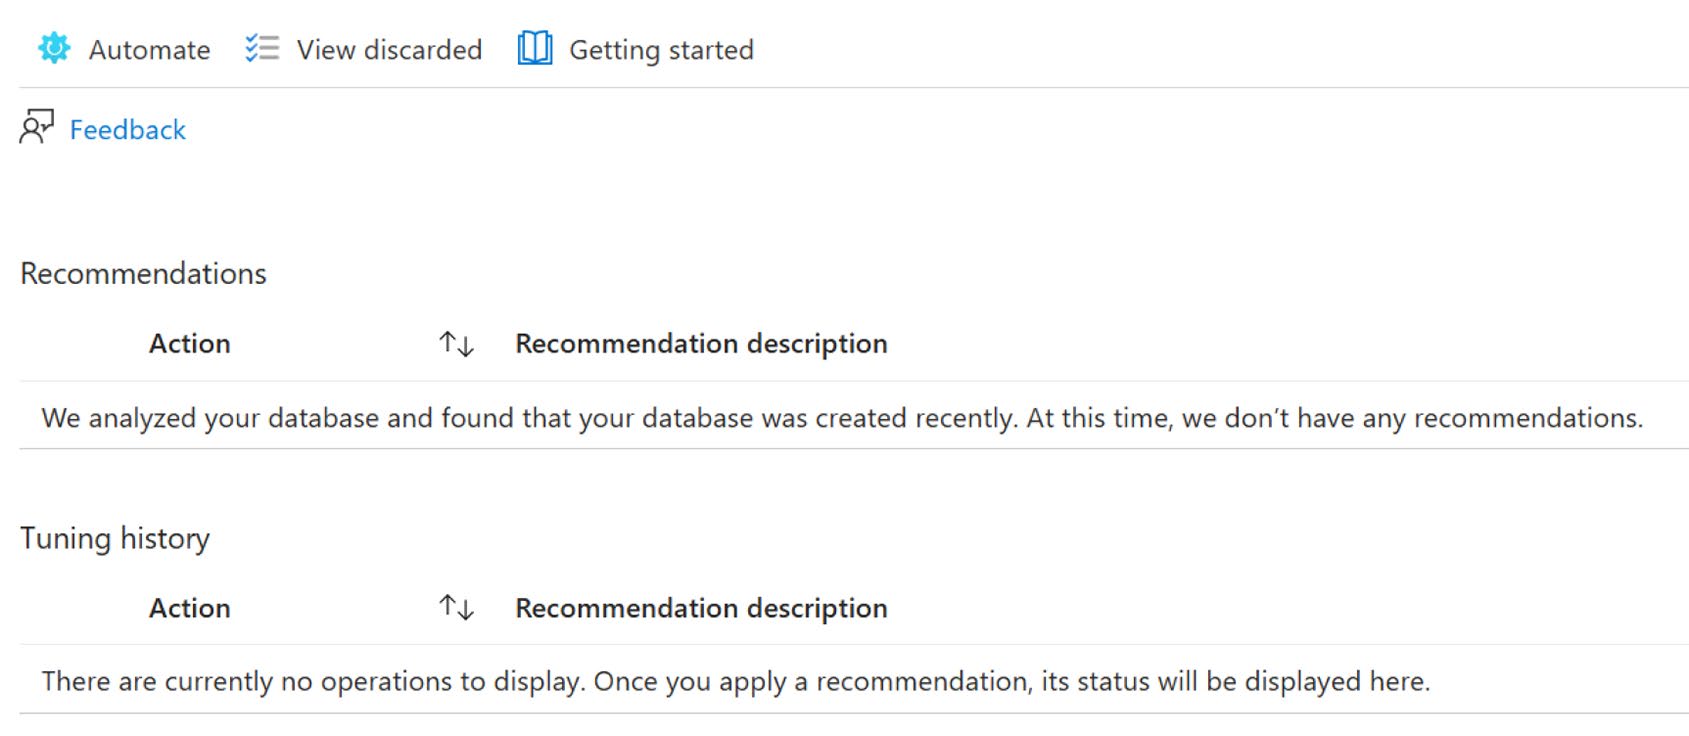 Automate View discarded Getting started
Feedback
Recommendations
Action Recommendation description
We analyzed your database and found that your database was created recently. At this time, we don’t have any recommendations.
Tuning history
Action Recommendation description
There are currently no operations to display. Once you apply a recommendation, its status will be displayed here.